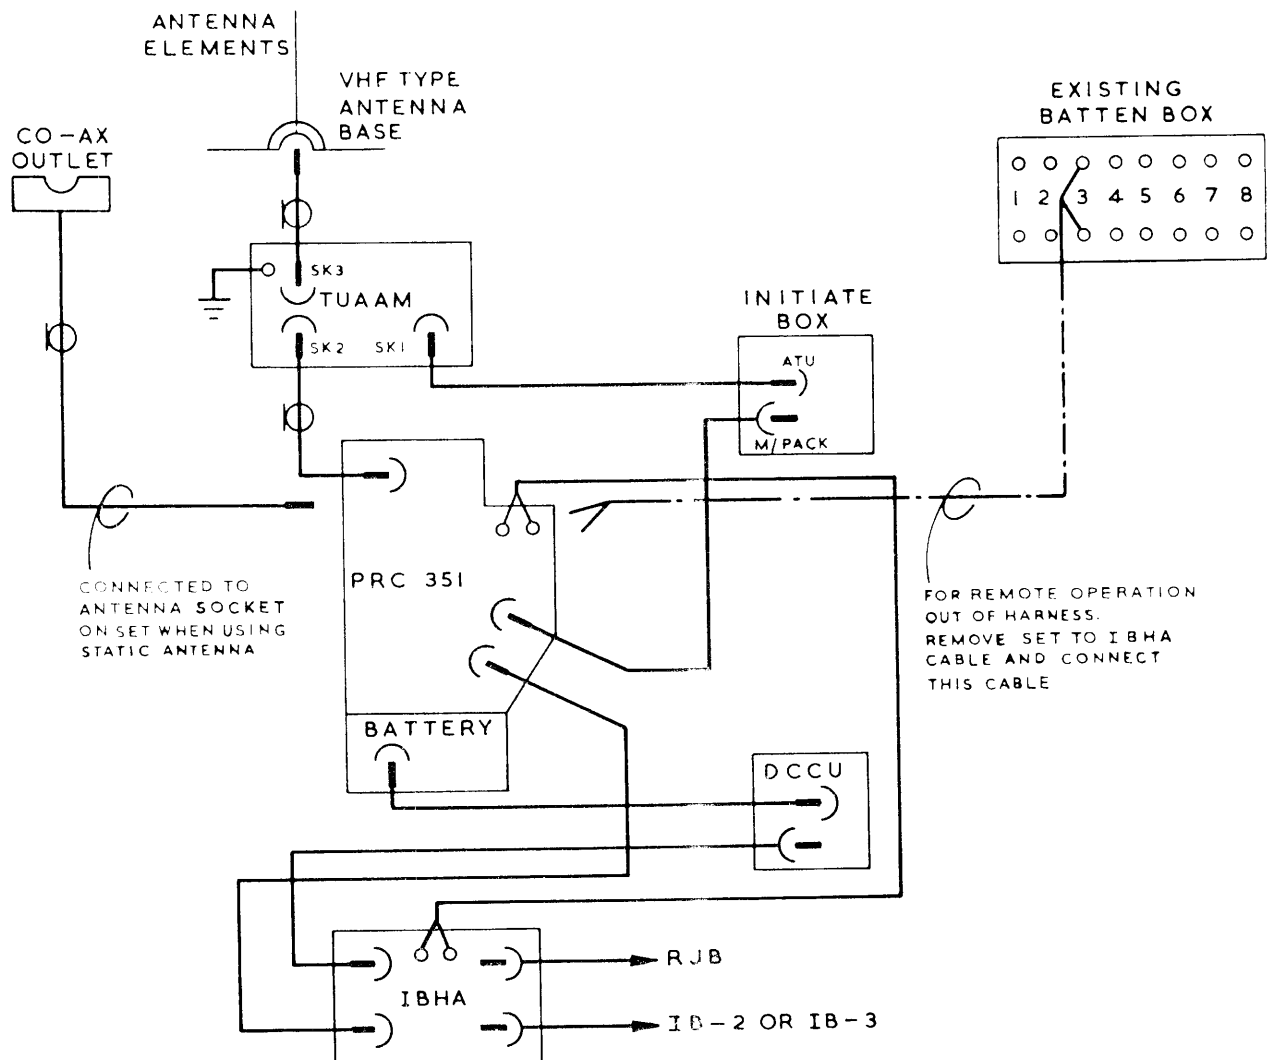 ANTENNA
ELEMENTS
VHF TYPE
ANTENNA
BASE
EXISTING
BATTEN BOX
CO-AX
OUTLET
1 2 3 4 5 6 7 8
SK3
TUAAM
SK2 SK1
INITIATE
BOX
ATU
M/PACK
PRC 351
CONNECTED TO
ANTENNA SOCKET
ON SET WHEN USING
STATIC ANTENNA
FOR REMOTE OPERATION
OUT OF HARNESS.
REMOVE SET TO IBHA
CABLE AND CONNECT
THIS CABLE
BATTERY
DCCU
RJB
IBHA
IB-2 OR IB-3